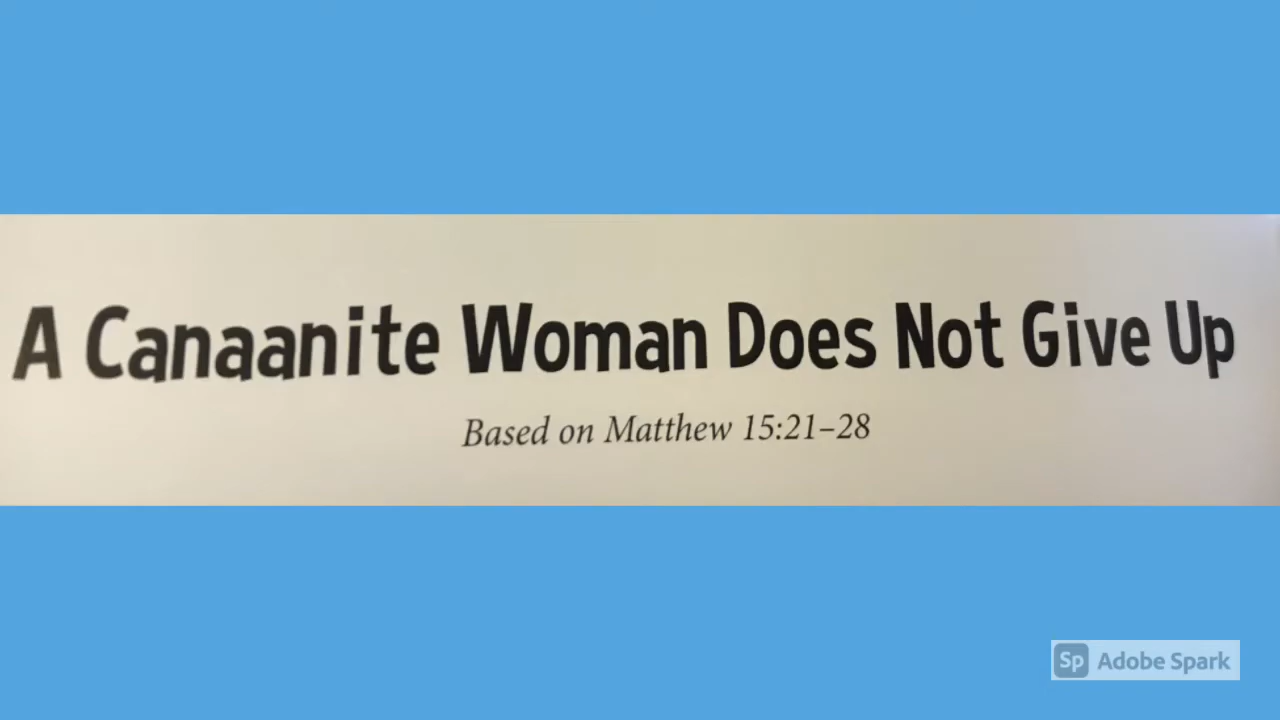 A Canaanite Woman Does Not Give Up
Based on Matthew 15:21–28
Sp Adobe Spark